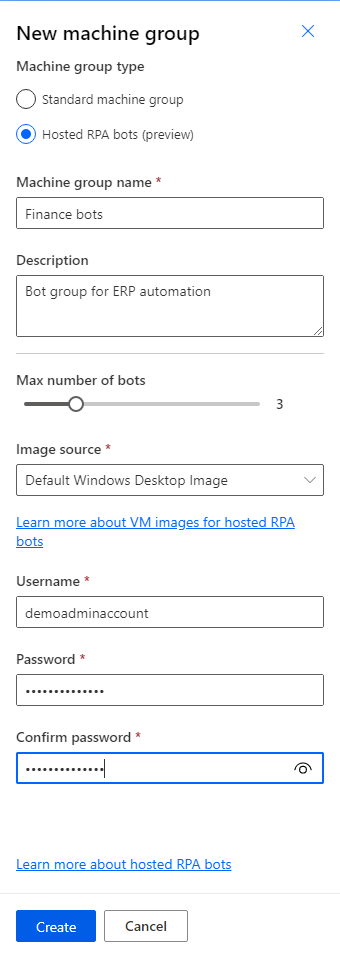 New machine group
Machine group type
Standard machine group
Hosted RPA bots (preview)
Machine group name *
Finance bots
Description
Bot group for ERP automation
Max number of bots
3
Image source *
Default Windows Desktop Image
Learn more about VM images for hosted RPA
bots
Username *
demoadminaccount
Password *
••••••••••••••
Confirm password *
••••••••••••••
Learn more about hosted RPA bots
Create
Cancel